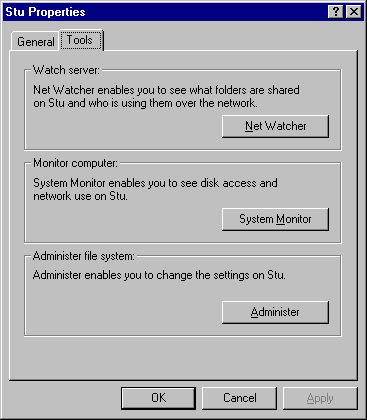 Stu Properties
General Tools
Watch server:
Net Watcher enables you to see what folders are shared
on Stu and who is using them over the network.
Net Watcher
Monitor computer:
System Monitor enables you to see disk access and
network use on Stu.
System Monitor
Administer file system:
Administer enables you to change the settings on Stu.
Administer
OK Cancel Apply